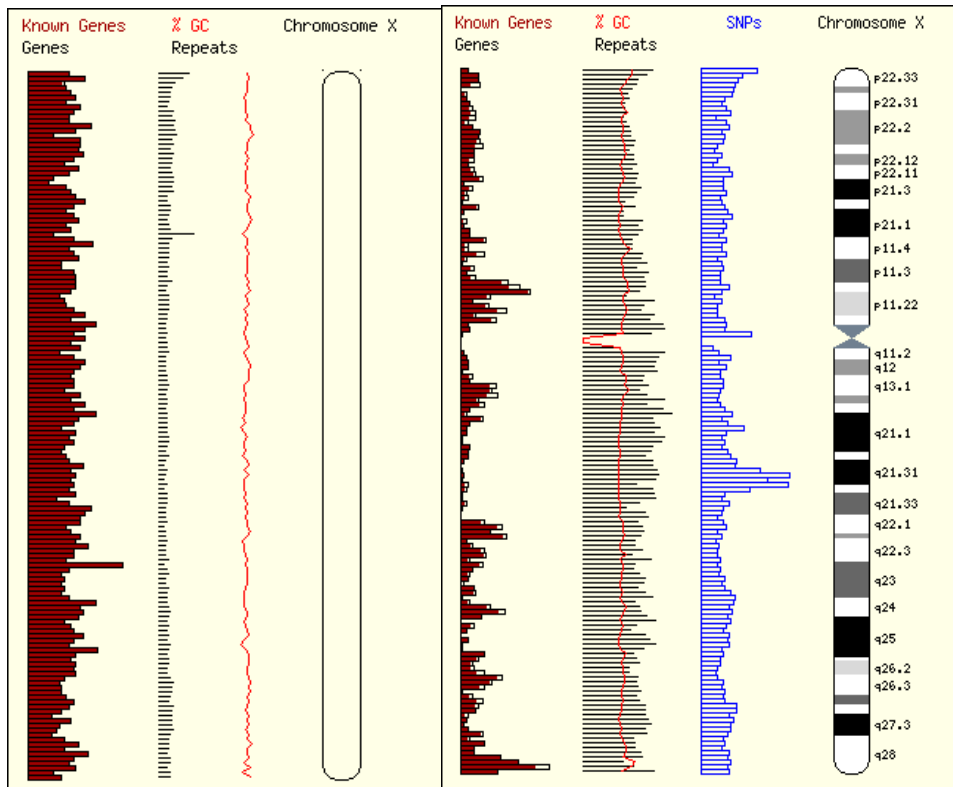 Known Genes % GC Chromosome X
Genes Repeats
Known Genes % GC SNPs Chromosome X
Genes Repeats
p22.33
p22.31
p22.2
p22.12
p22.11
p21.3
p21.1
p11.4
p11.3
p11.22
q11.2
q12
q13.1
q21.1
q21.31
q21.33
q22.1
q22.3
q23
q24
q25
q26.2
q26.3
q27.3
q28